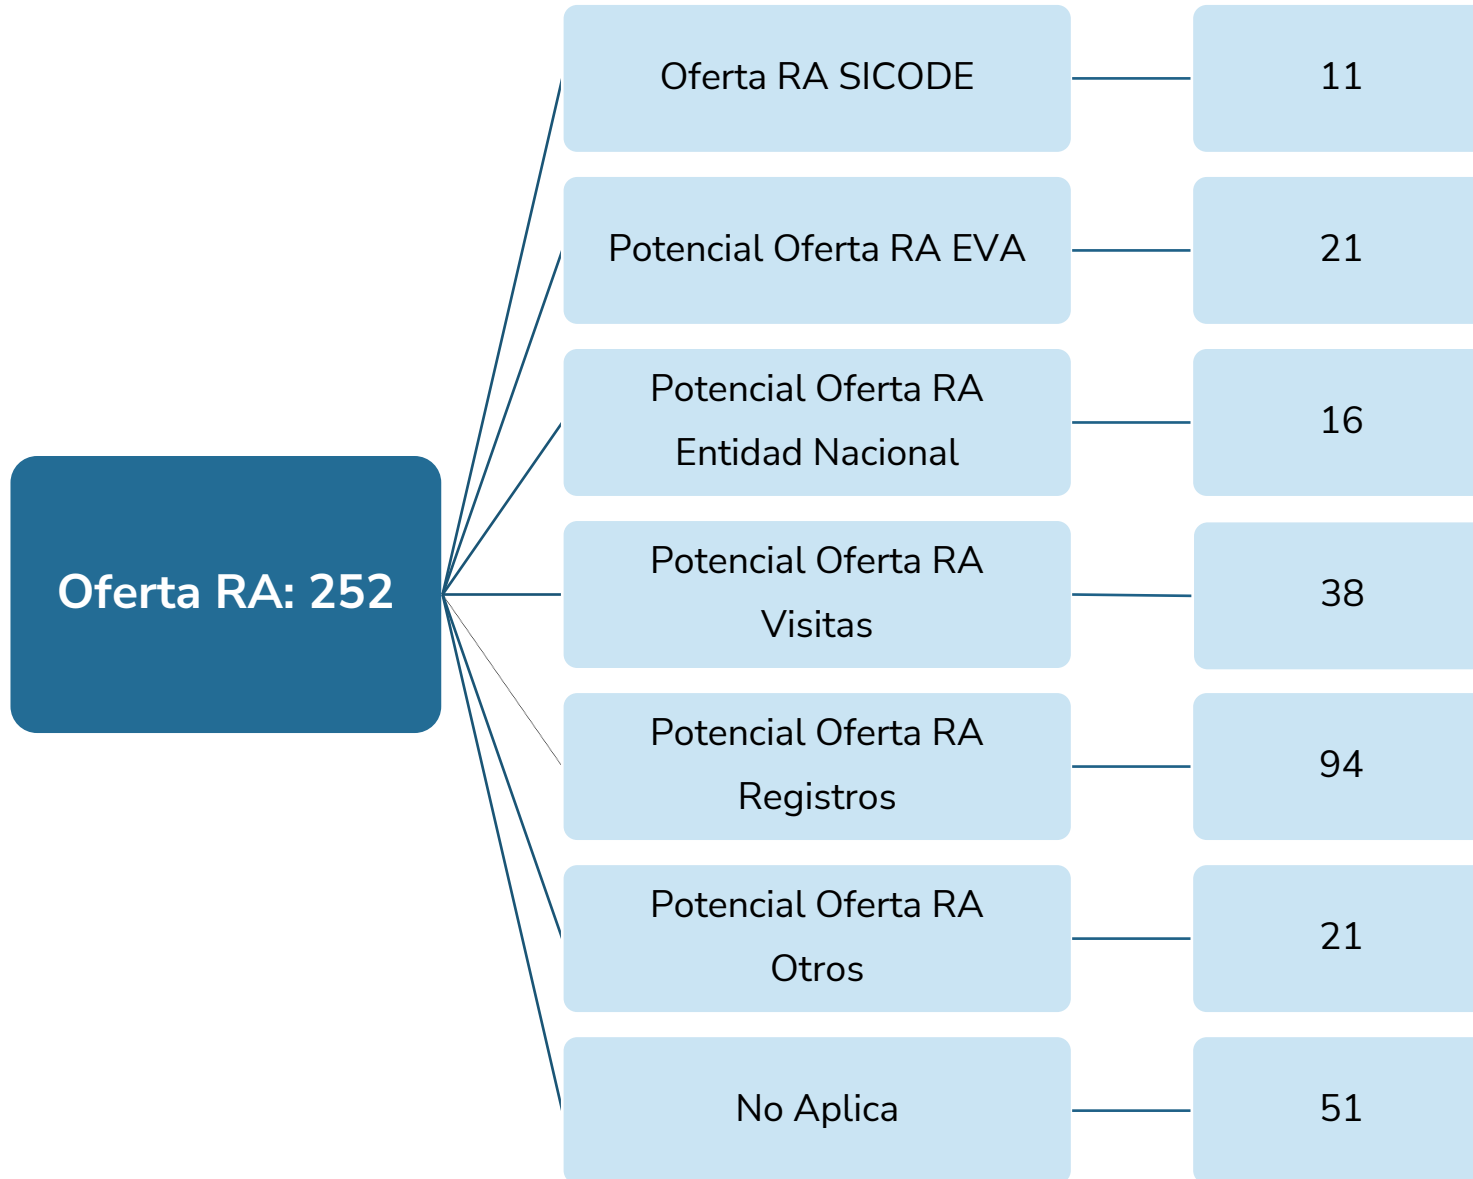 Oferta RA: 252
Oferta RA SICODE
11
Potencial Oferta RA EVA
21
Potencial Oferta RA
Entidad Nacional
16
Potencial Oferta RA
Visitas
38
Potencial Oferta RA
Registros
94
Potencial Oferta RA
Otros
21
No Aplica
51